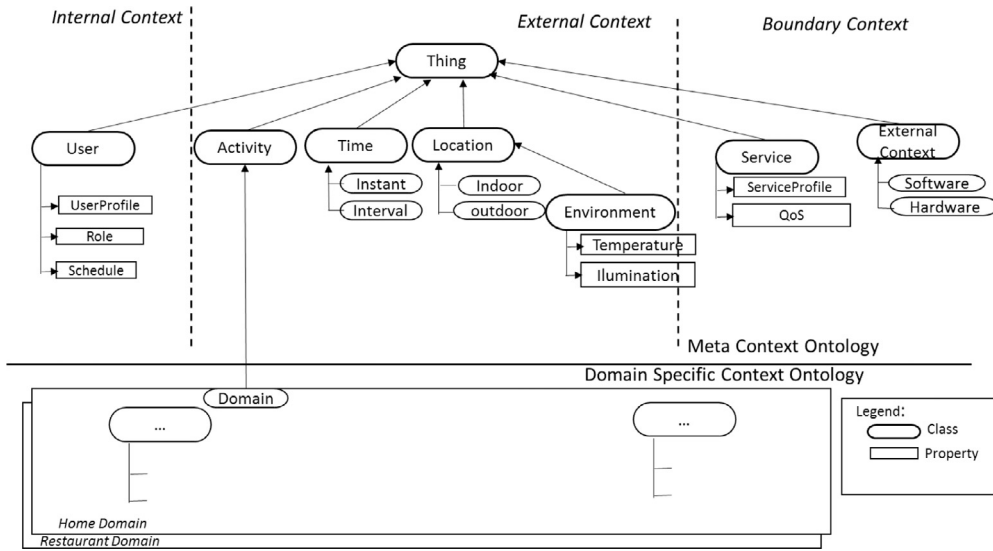 Internal Context
External Context
Boundary Context
Thing
User
Activity
Time
Location
Service
External
Context
Instant
Interval
Indoor
outdoor
Environment
Temperature
Ilumination
UserProfile
Role
Schedule
ServiceProfile
QoS
Software
Hardware
Meta Context Ontology
Domain Specific Context Ontology
Domain
...
...
Home Domain
Restaurant Domain
Legend:
Class
Property